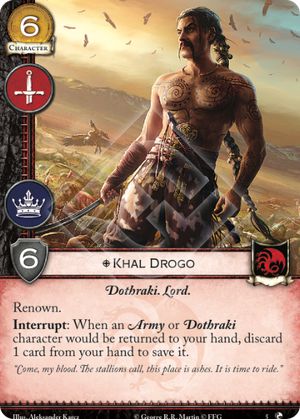 6
Character
6
Khal Drogo
Dothraki. Lord.
Renown.
Interrupt: When an Army or Dothraki
character would be returned to your hand, discard
1 card from your hand to save it.
"Come, my blood. The stallions call, this place is ashes. It is time to ride."
Illus. Aleksander Karcz © George R.R. Martin © FFG 5